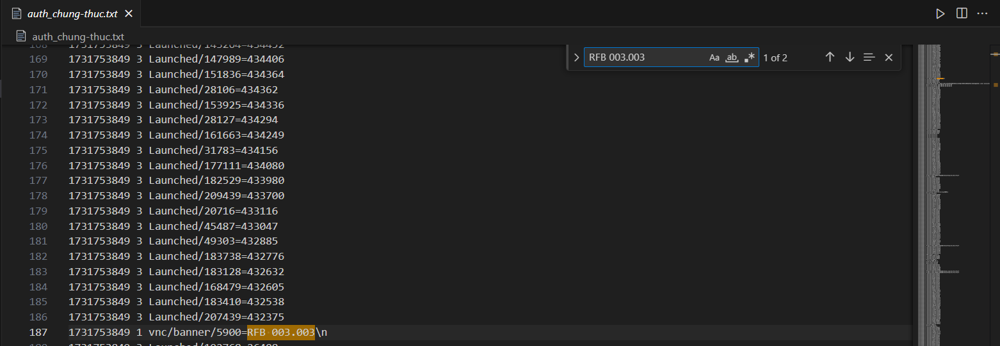 auth_chung-thuc.txt
auth_chung-thuc.txt
RFB 003.003 Aa ab 1 of 2
169 1731753849 3 Launched/147989=434406
170 1731753849 3 Launched/151836=434364
171 1731753849 3 Launched/28106=434362
172 1731753849 3 Launched/153925=434336
173 1731753849 3 Launched/28127=434294
174 1731753849 3 Launched/161663=434249
175 1731753849 3 Launched/31783=434156
176 1731753849 3 Launched/177111=434080
177 1731753849 3 Launched/182529=433980
178 1731753849 3 Launched/209439=433700
179 1731753849 3 Launched/20716=433116
180 1731753849 3 Launched/45487=433047
181 1731753849 3 Launched/49303=432885
182 1731753849 3 Launched/183738=432776
183 1731753849 3 Launched/183128=432632
184 1731753849 3 Launched/168479=432605
185 1731753849 3 Launched/183410=432538
186 1731753849 3 Launched/207439=432375
187 1731753849 1 vnc/banner/5900=RFB 003.003\n